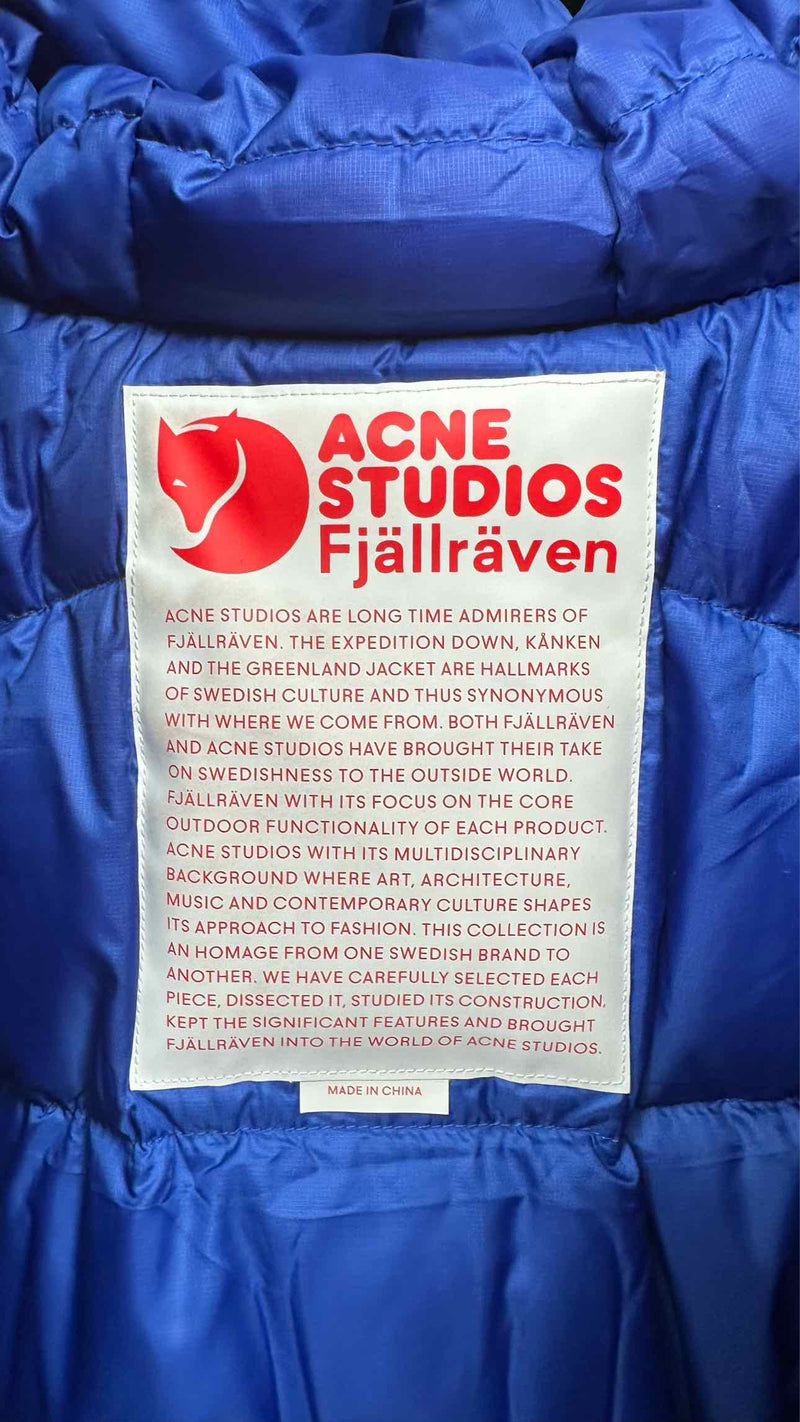 ACNE
STUDIOS
Fjällräven
ACNE STUDIOS ARE LONG TIME ADMIRERS OF
FJÄLLRÄVEN. THE EXPEDITION DOWN, KÅNKEN
AND THE GREENLAND JACKET ARE HALLMARKS
OF SWEDISH CULTURE AND THUS SYNONYMOUS
WITH WHERE WE COME FROM. BOTH FJÄLLRÄVEN
AND ACNE STUDIOS HAVE BROUGHT THEIR TAKE
ON SWEDISHNESS TO THE OUTSIDE WORLD.
FJÄLLRÄVEN WITH ITS FOCUS ON THE CORE
OUTDOOR FUNCTIONALITY OF EACH PRODUCT.
ACNE STUDIOS WITH ITS MULTIDISCIPLINARY
BACKGROUND WHERE ART, ARCHITECTURE,
MUSIC AND CONTEMPORARY CULTURE SHAPES
ITS APPROACH TO FASHION. THIS COLLECTION IS
AN HOMAGE FROM ONE SWEDISH BRAND TO
ANOTHER. WE HAVE CAREFULLY SELECTED EACH
PIECE, DISSECTED IT, STUDIED ITS CONSTRUCTION,
KEPT THE SIGNIFICANT FEATURES AND BROUGHT
FJÄLLRÄVEN INTO THE WORLD OF ACNE STUDIOS.
MADE IN CHINA